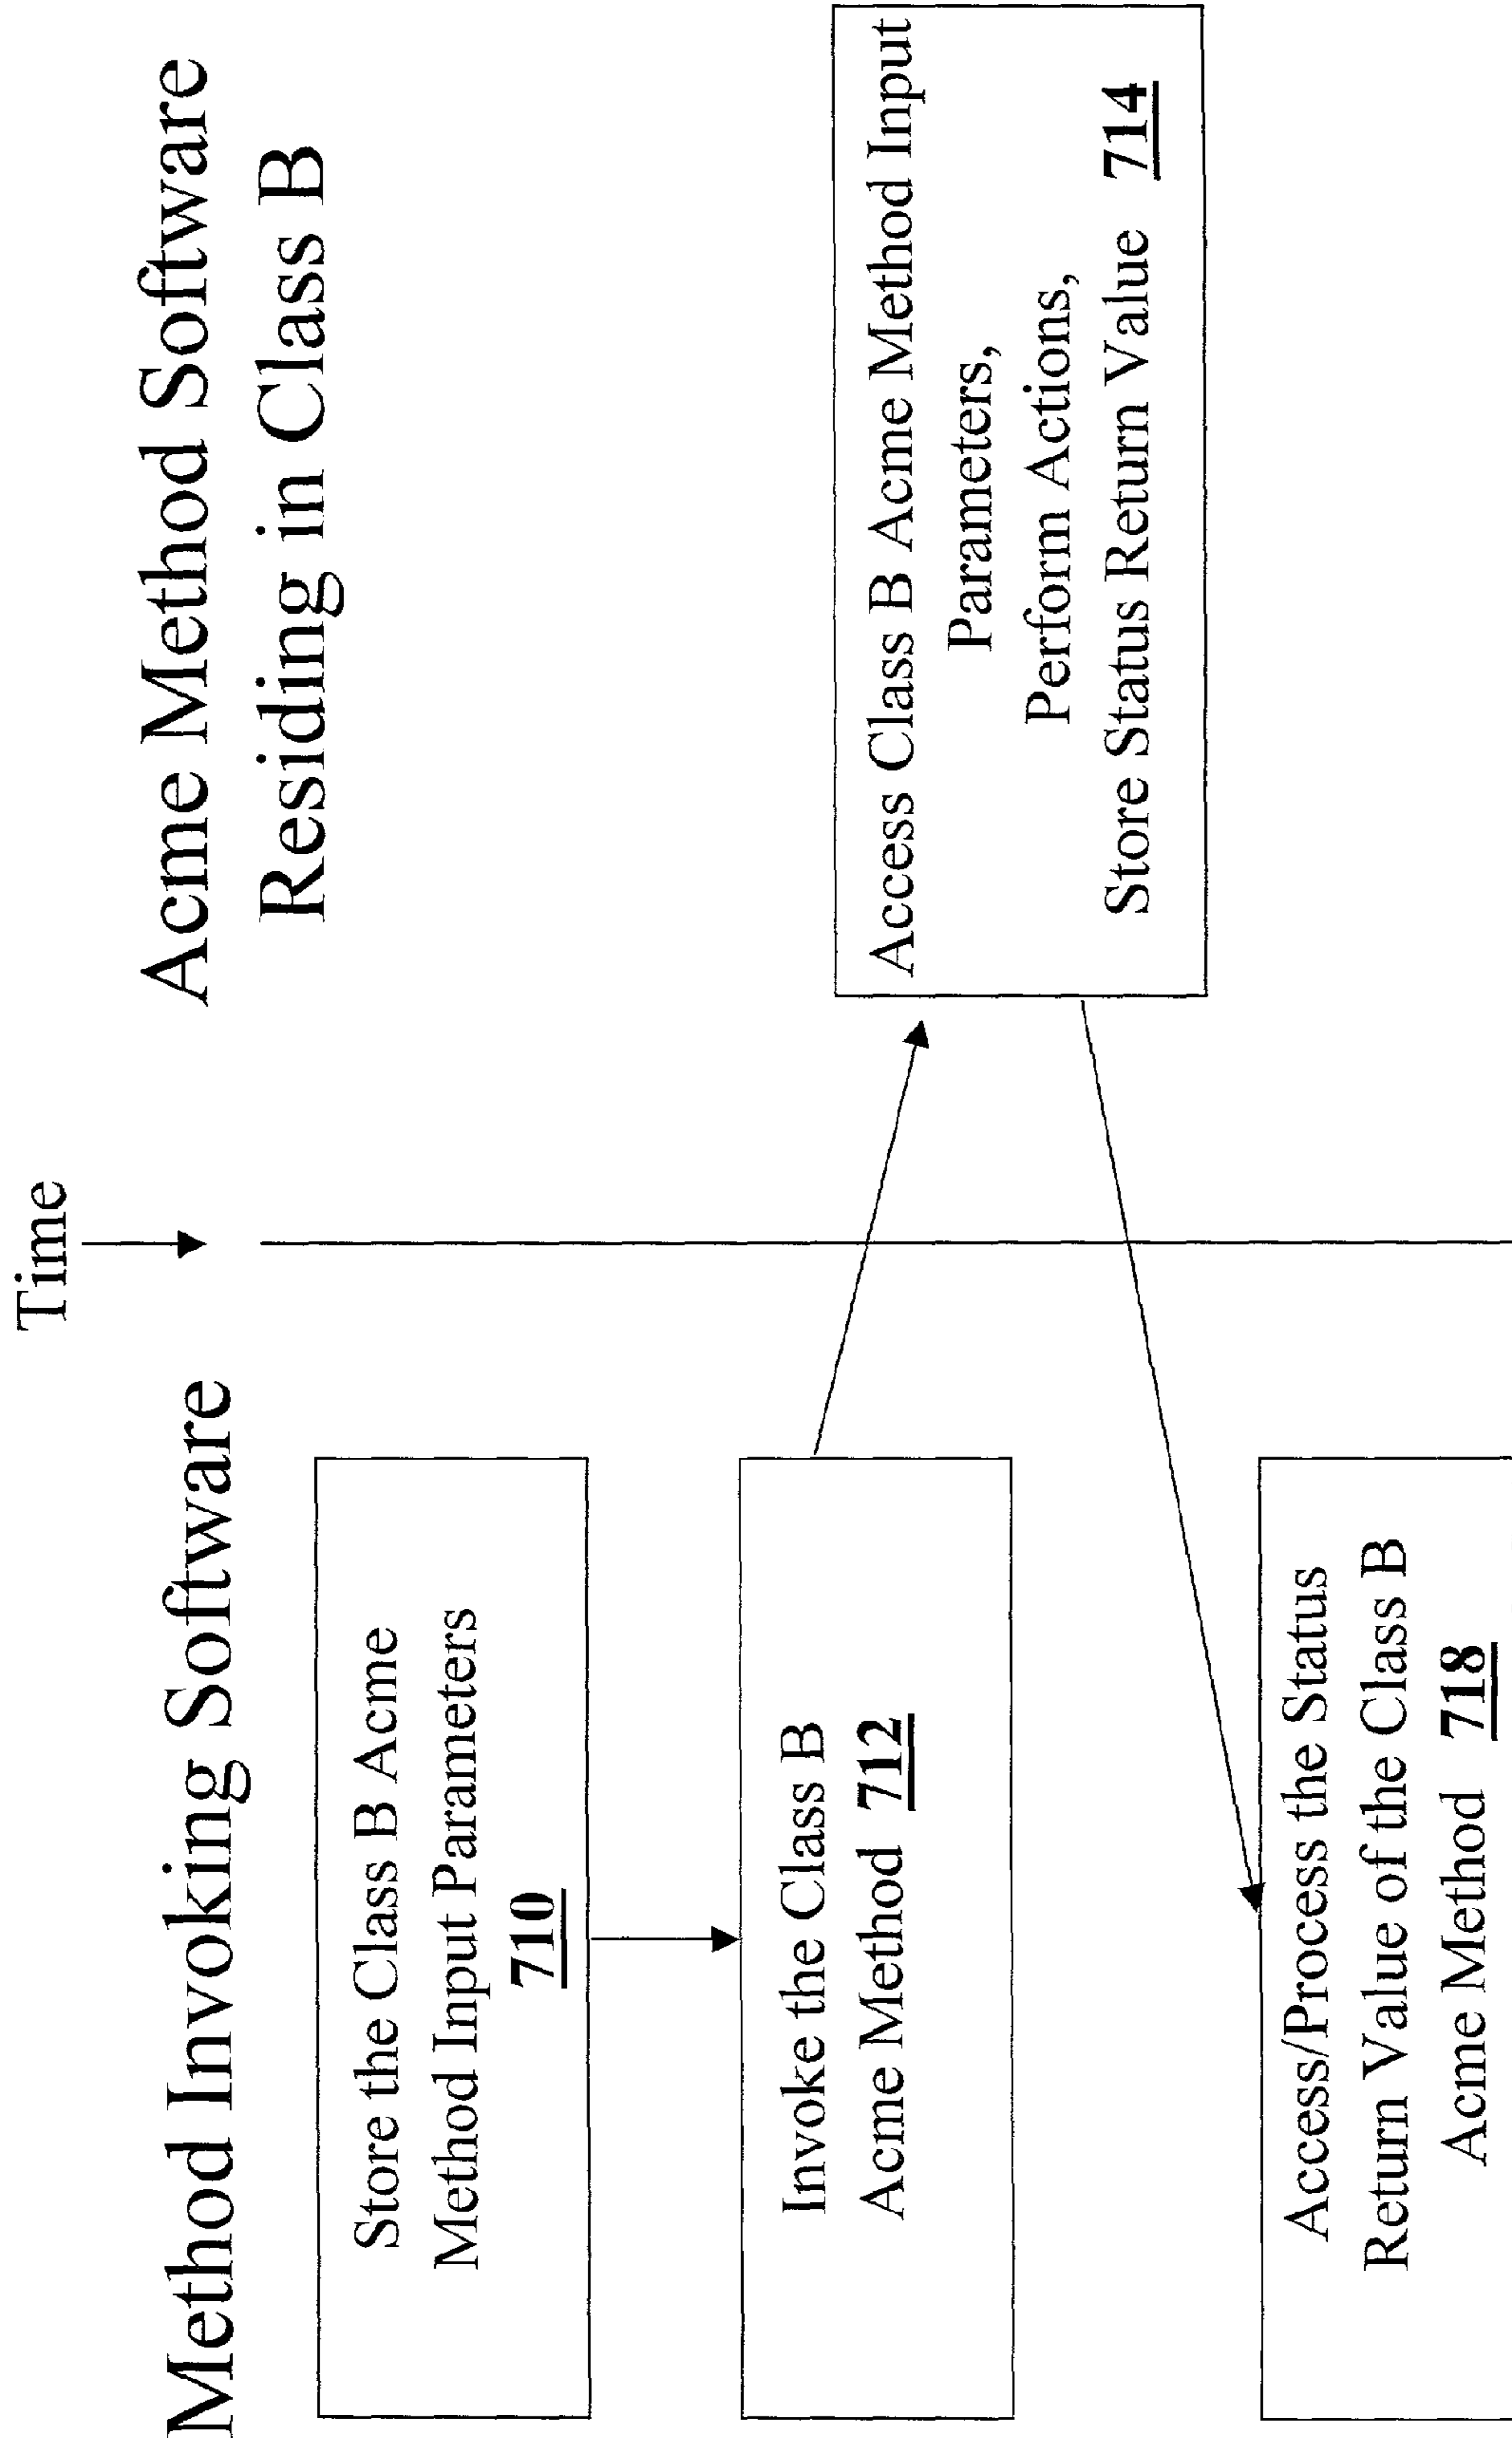 Time
Method Invoking Software
Acme Method Software
Residing in Class B
Store the Class B Acme
Method Input Parameters
710
Invoke the Class B
Acme Method 712
Access Class B Acme Method Input
Parameters,
Perform Actions,
Store Status Return Value 714
Access/Process the Status
Return Value of the Class B
Acme Method 718